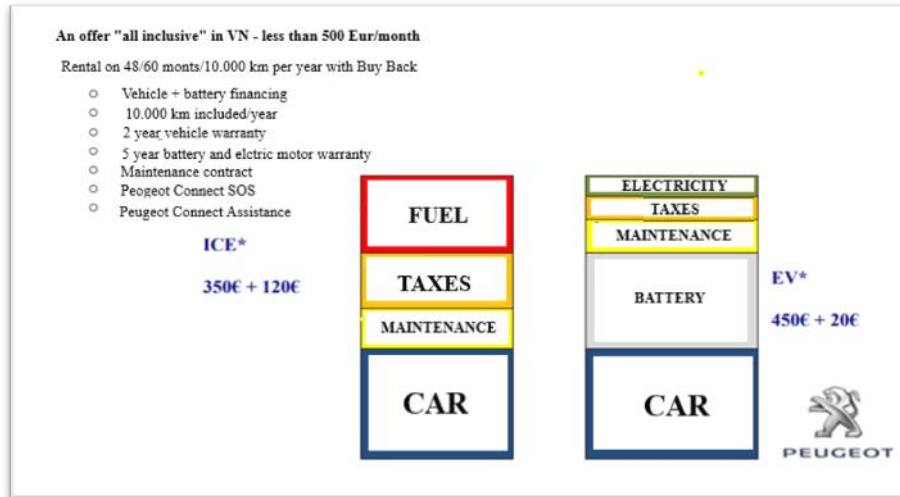 An offer "all inclusive" in VN - less than 500 Eur/month
Rental on 48/60 monts/10.000 km per year with Buy Back
Vehicle + battery financing
10.000 km included/year
2 year vehicle warranty
5 year battery and elctric motor warranty
Maintenance contract
Peogeot Connect SOS
Peugeot Connect Assistance
ICE*
350€ + 120€
FUEL
TAXES
MAINTENANCE
CAR
ELECTRICITY
TAXES
MAINTENANCE
BATTERY
CAR
EV*
450€ + 20€
PEUGEOT